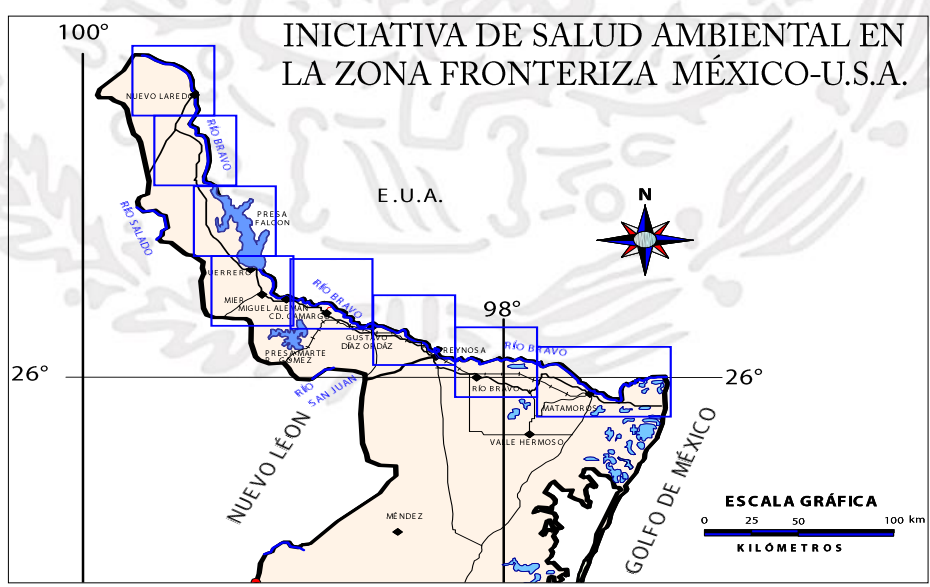 100°
INICIATIVA DE SALUD AMBIENTAL EN
LA ZONA FRONTERIZA MÉXICO-U.S.A.
NUEVO LAREDO
RÍO BRAVO
E.U.A.
N
RÍO SALADO
PRESA
FALCON
GUERRERO
MIER
MIGUEL ALEMÁN
CD. CAMARGO
RÍO BRAVO
98°
GUSTAVO
DÍAZ ORDÁZ
REYNOSA
RÍO BRAVO
PRESA MARTE
R. GÓMEZ
26°
26°
RÍO
SAN JUAN
RÍO BRAVO
MATAMOROS
VALLE HERMOSO
NUEVO LÉON
GOLFO DE MÉXICO
MÉNDEZ
ESCALA GRÁFICA
0 25 50 100 km
KILÓMETROS